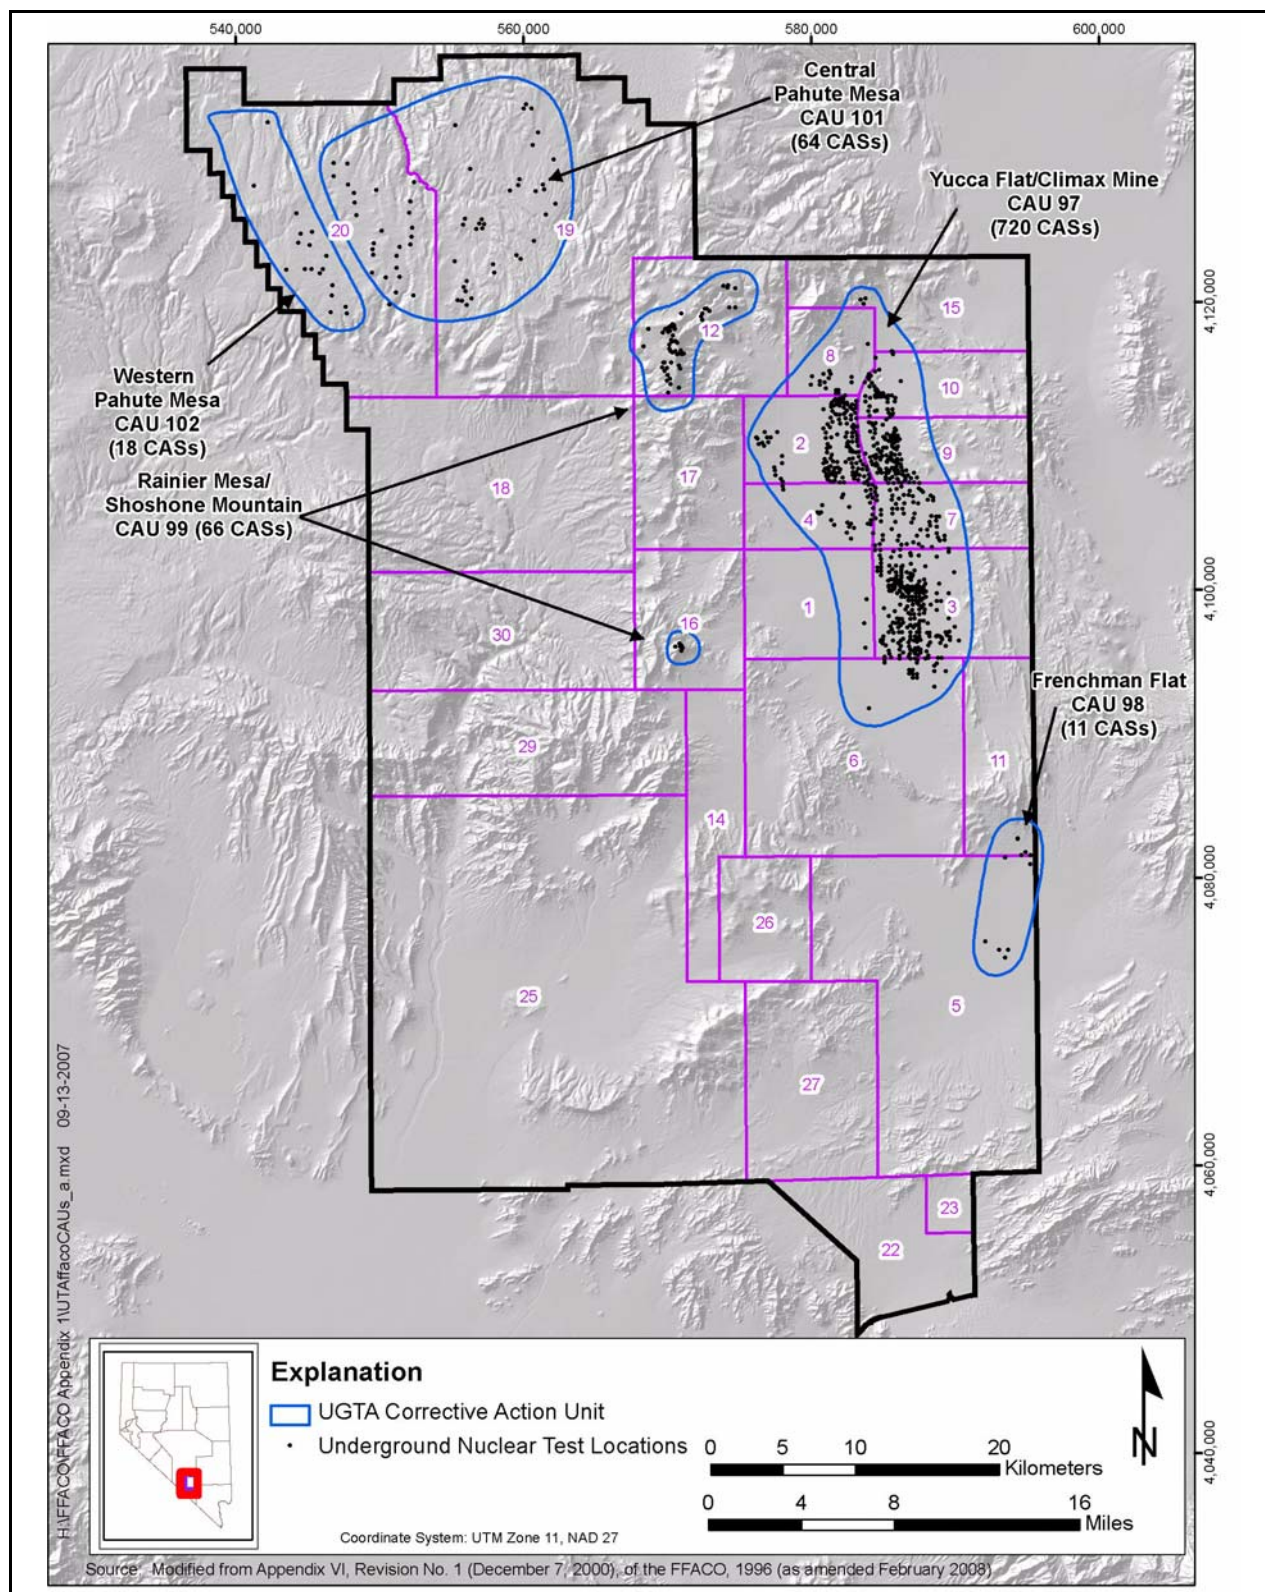 540,000
560,000
580,000
600,000
Central
Pahute Mesa
CAU 101
(64 CASs)
Yucca Flat/Climax Mine
CAU 97
(720 CASs)
20
19
15
12
8
10
4,120,000
Western
Pahute Mesa
CAU 102
(18 CASs)
2
9
Rainier Mesa/
Shoshone Mountain
CAU 99 (66 CASs)
18
17
4
7
1
3
4,100,000
16
30
Frenchman Flat
CAU 98
(11 CASs)
29
6
11
14
4,080,000
26
25
5
27
4,060,000
23
22
4,040,000
H:\FFACO\FFACO Appendix 1\UTAffacoCAUs_a.mxd 09-13-2007
Explanation
UGTA Corrective Action Unit
Underground Nuclear Test Locations
0 5 10 20
Kilometers
0 4 8 16
Miles
N
Coordinate System: UTM Zone 11, NAD 27
Source: Modified from Appendix VI, Revision No. 1 (December 7, 2000), of the FFACO, 1996 (as amended February 2008)